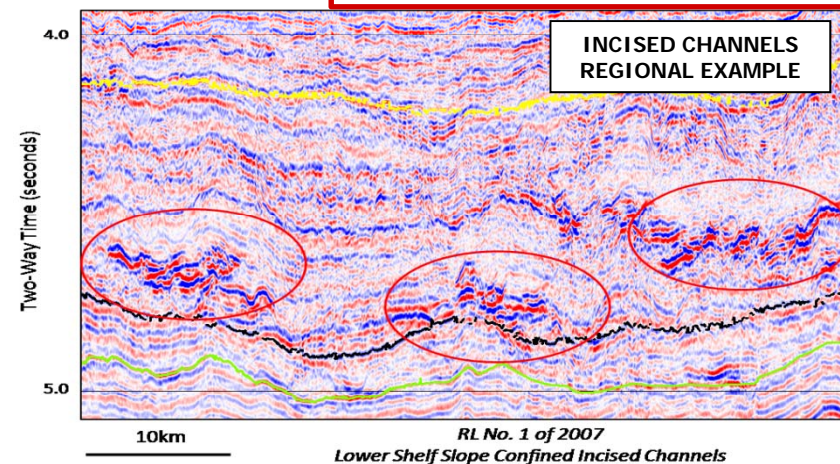 4.0
INCISED CHANNELS
REGIONAL EXAMPLE
Two-Way Time (seconds)
5.0
10km
RL No. 1 of 2007
Lower Shelf Slope Confined Incised Channels